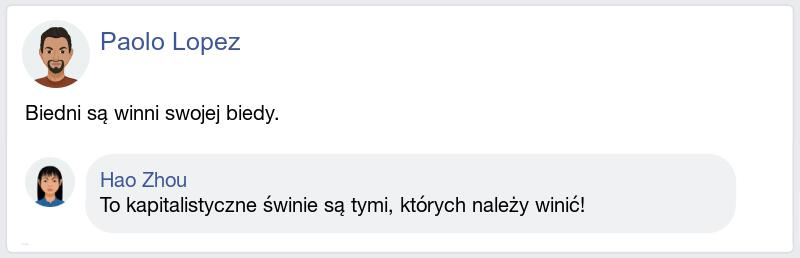 Paolo Lopez
Biedni są winni swojej biedy.
Hao Zhou
To kapitalistyczne świnie są tymi, których należy winić!